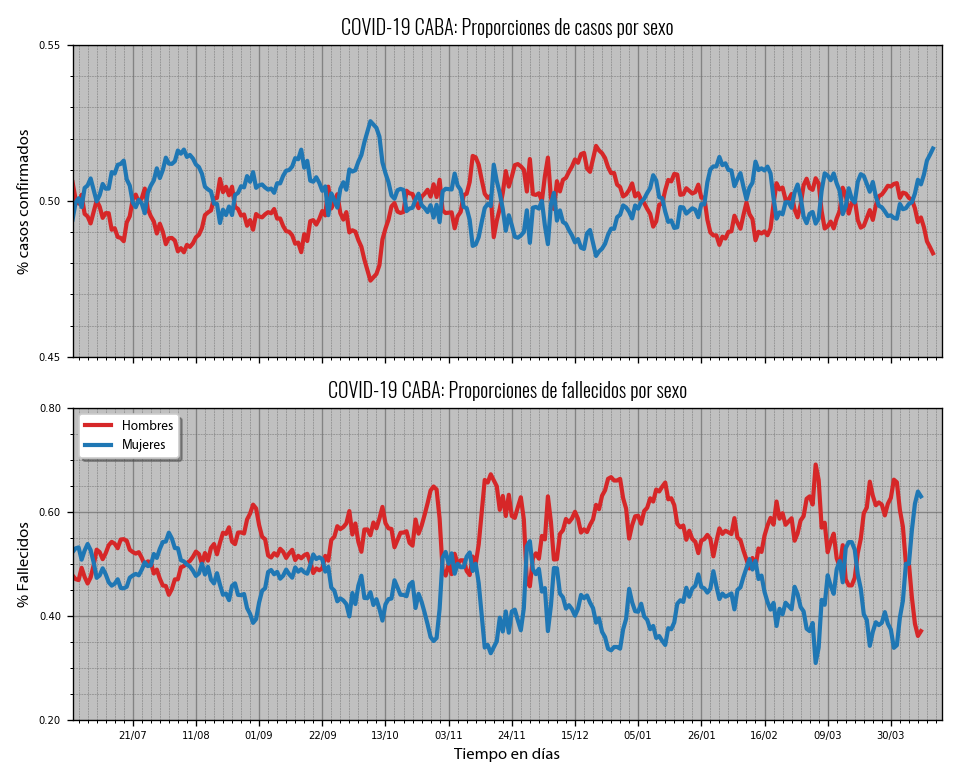 COVID-19 CABA: Proporciones de casos por sexo
0.55
0.50
0.45
% casos confirmados
COVID-19 CABA: Proporciones de fallecidos por sexo
0.80
0.60
0.40
0.20
% Fallecidos
Hombres
Mujeres
21/07 11/08 01/09 22/09 13/10 03/11 24/11 15/12 05/01 26/01 16/02 09/03 30/03
Tiempo en días